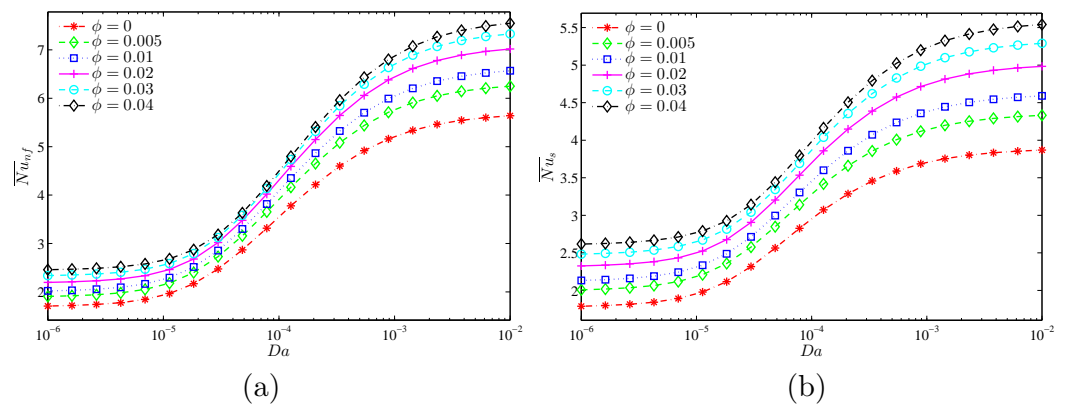 ϕ = 0
ϕ = 0.005
ϕ = 0.01
ϕ = 0.02
ϕ = 0.03
ϕ = 0.04
7
6
5
4
3
2
N̅u̅_nf
10⁻⁶ 10⁻⁵ 10⁻⁴ 10⁻³ 10⁻²
Da
(a)
ϕ = 0
ϕ = 0.005
ϕ = 0.01
ϕ = 0.02
ϕ = 0.03
ϕ = 0.04
5.5
5
4.5
4
3.5
3
2.5
2
N̅u̅_s
10⁻⁶ 10⁻⁵ 10⁻⁴ 10⁻³ 10⁻²
Da
(b)